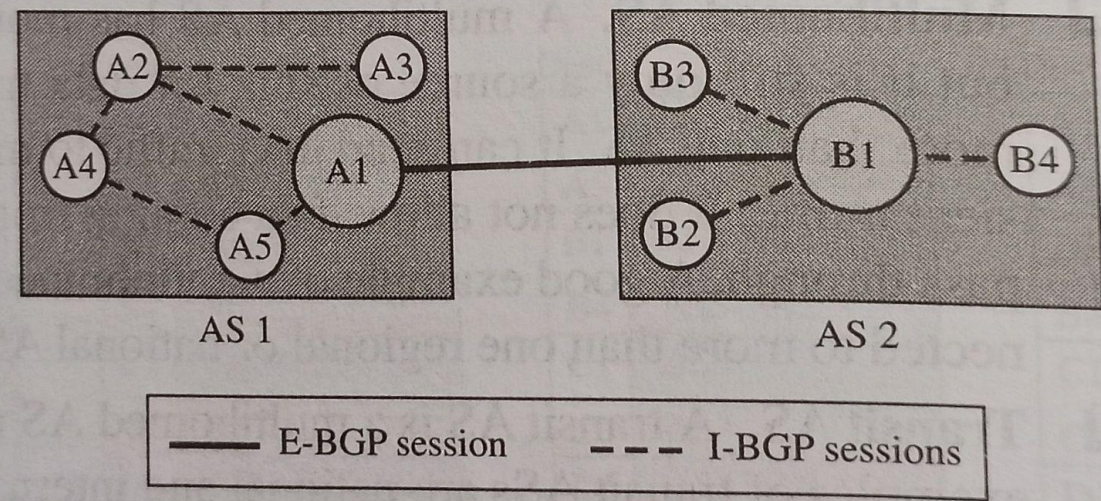 A2 A3 B3
A4 A1 B1 B4
A5 B2
AS 1 AS 2
E-BGP session I-BGP sessions